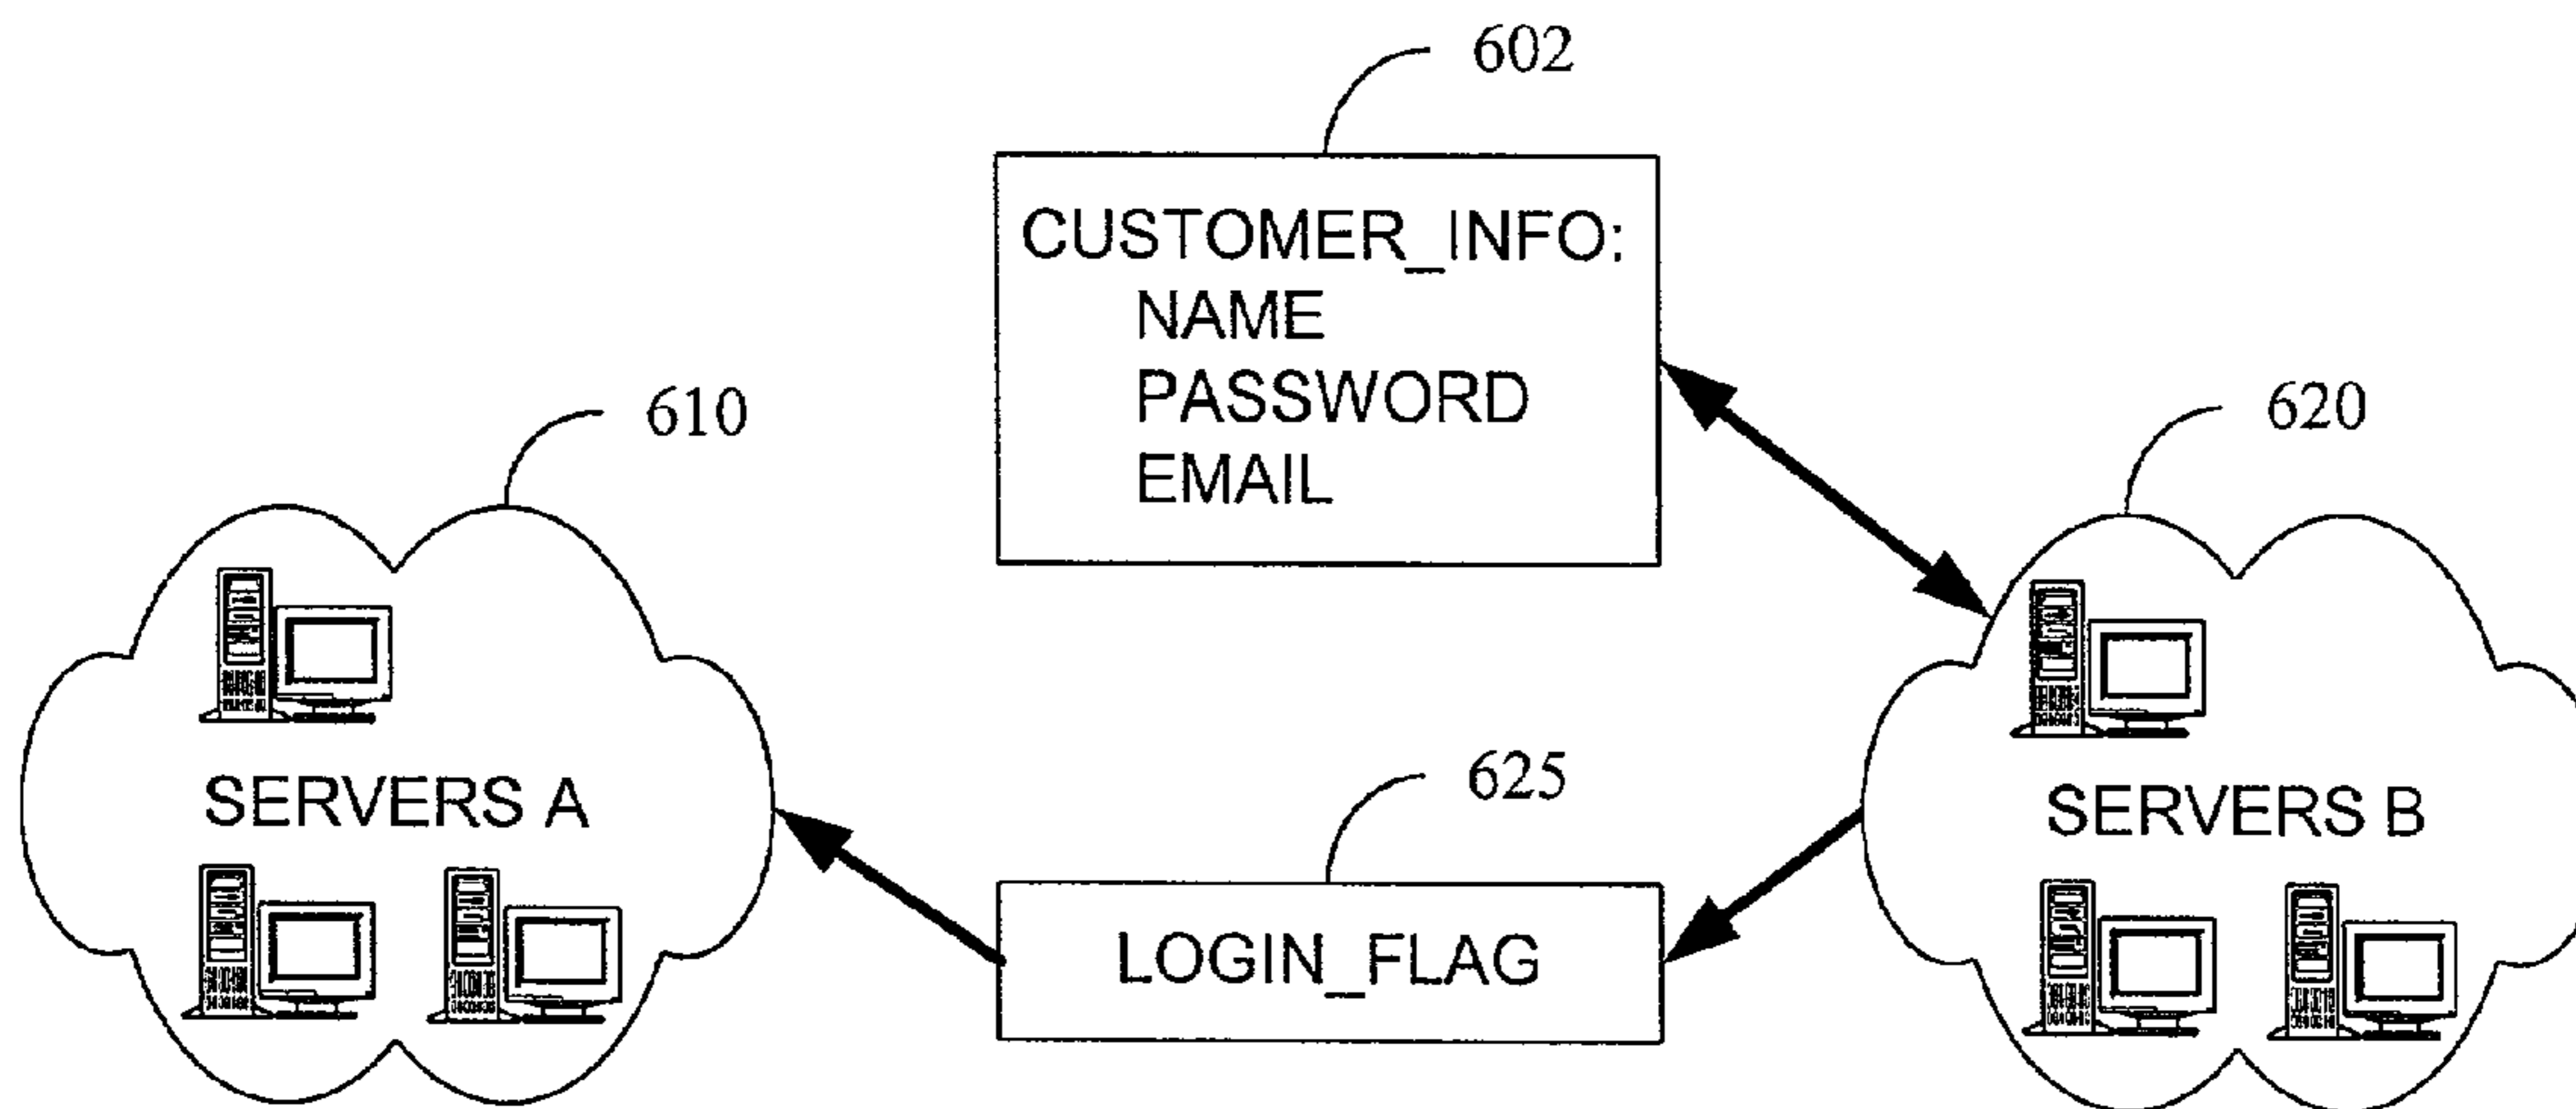 602
CUSTOMER_INFO:
NAME
PASSWORD
EMAIL
610
620
SERVERS A
625
SERVERS B
LOGIN_FLAG